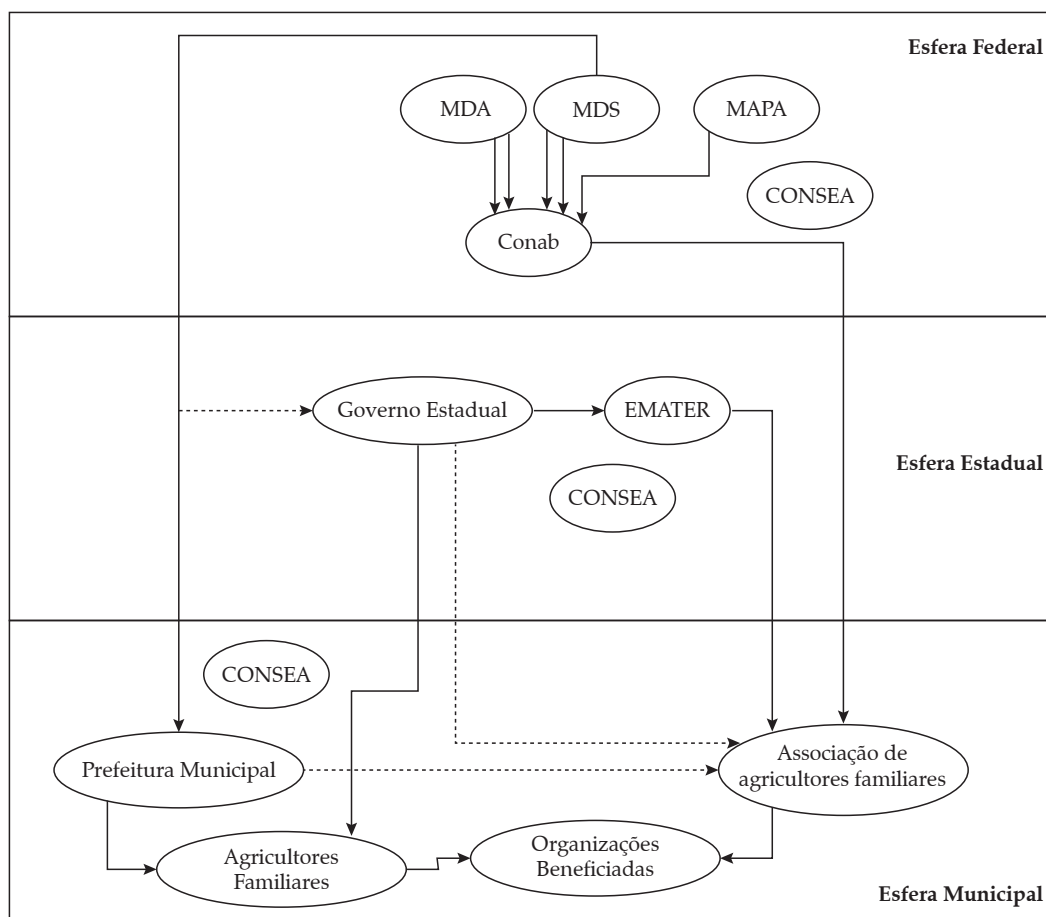 Esfera Federal
MDA
MDS
MAPA
CONSEA
Conab
Governo Estadual
EMATER
Esfera Estadual
CONSEA
CONSEA
Prefeitura Municipal
Associação de
agricultores familiares
Agricultores
Familiares
Organizações
Beneficiadas
Esfera Municipal